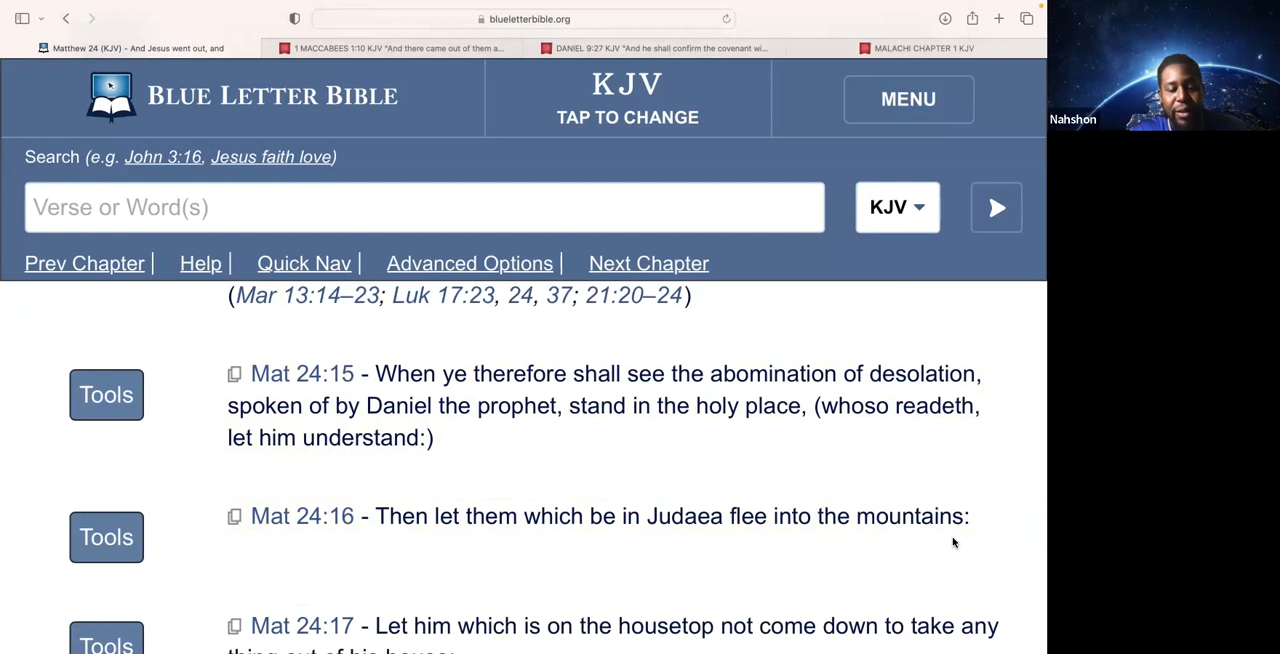 blueletterbible.org
Matthew 24 (KJV) - And Jesus went out, and
1 MACCABEES 1:10 KJV "And there came out of them a...
DANIEL 9:27 KJV "And he shall confirm the covenant wi...
MALACHI CHAPTER 1 KJV
BLUE LETTER BIBLE
KJV
TAP TO CHANGE
MENU
Nahshon
Search (e.g. John 3:16, Jesus faith love)
Verse or Word(s)
KJV
Prev Chapter | Help | Quick Nav | Advanced Options | Next Chapter
(Mar 13:14–23; Luk 17:23, 24, 37; 21:20–24)
Tools
Mat 24:15 - When ye therefore shall see the abomination of desolation,
spoken of by Daniel the prophet, stand in the holy place, (whoso readeth,
let him understand:)
Tools
Mat 24:16 - Then let them which be in Judaea flee into the mountains:
Tools
Mat 24:17 - Let him which is on the housetop not come down to take any
thing out of his house: